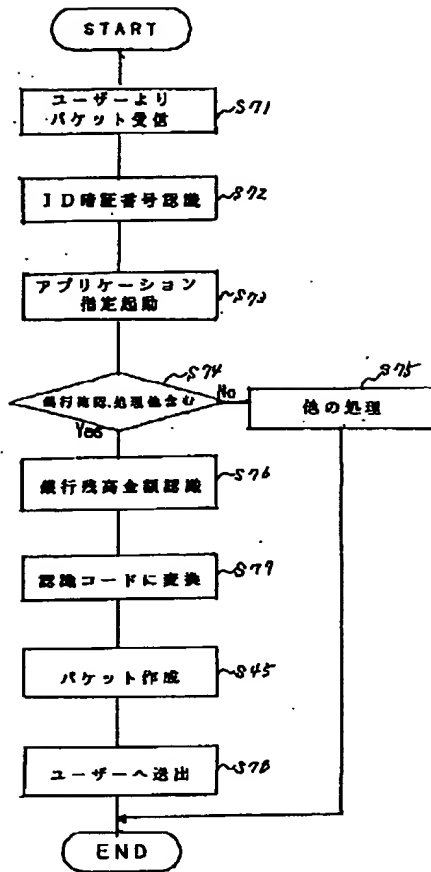 START
ユーザーより
パケット受信
S71
ID暗証番号認識
S72
アプリケーション
指定起動
S73
S74
銀行確認、処理他含む
No
Yes
S75
他の処理
銀行残高金額認識
S76
認識コードに変換
S79
パケット作成
S45
ユーザーへ送出
S78
END